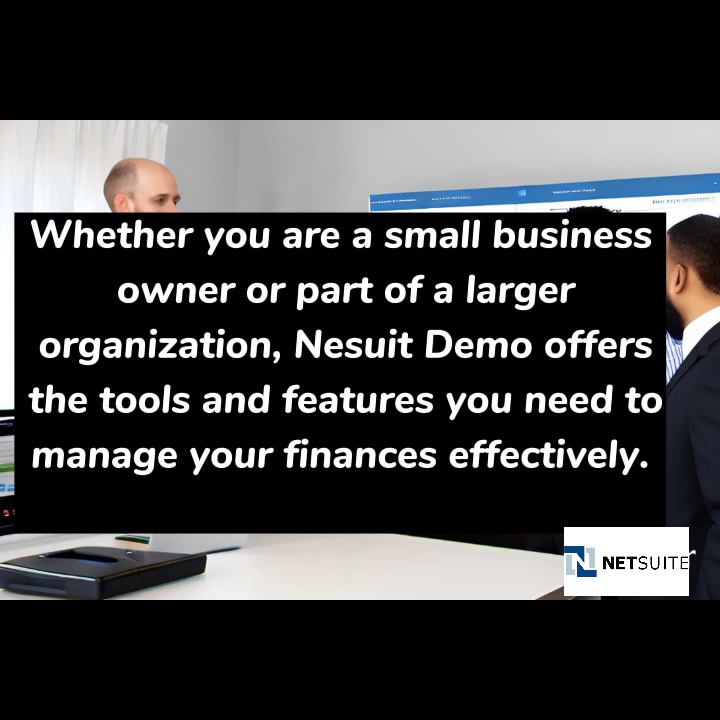 Whether you are a small business
owner or part of a larger
organization, Nesuit Demo offers
the tools and features you need to
manage your finances effectively.
NETSUITE